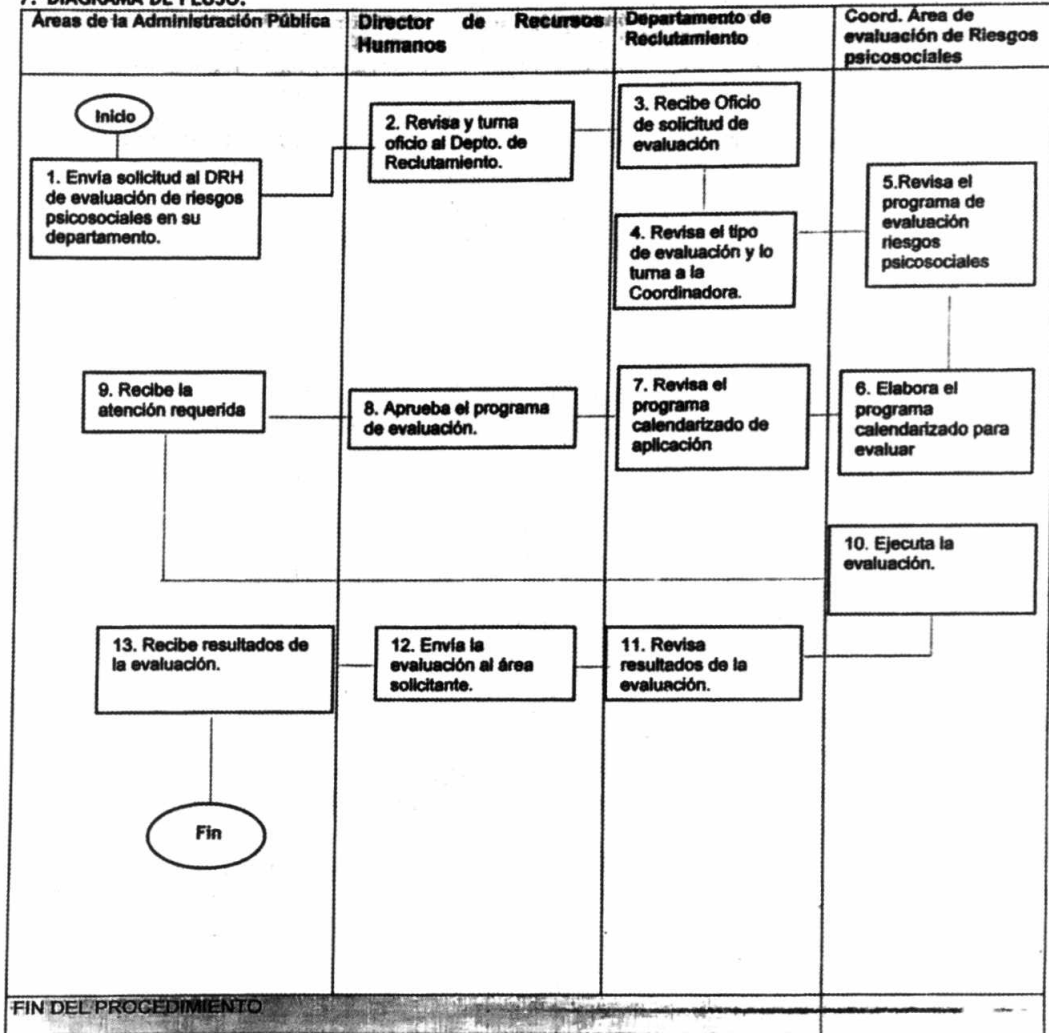 7. DIAGRAMA DE FLUJO.
Áreas de la Administración Pública
Director de Recursos
Humanos
Departamento de
Reclutamiento
Coord. Área de
evaluación de Riesgos
psicosociales
Inicio
1. Envía solicitud al DRH
de evaluación de riesgos
psicosociales en su
departamento.
2. Revisa y turna
oficio al Depto. de
Reclutamiento.
3. Recibe Oficio
de solicitud de
evaluación
4. Revisa el tipo
de evaluación y lo
turna a la
Coordinadora.
5.Revisa el
programa de
evaluación
riesgos
psicosociales
6. Elabora el
programa
calendarizado para
evaluar
7. Revisa el
programa
calendarizado de
aplicación
8. Aprueba el programa
de evaluación.
9. Recibe la
atención requerida
10. Ejecuta la
evaluación.
11. Revisa
resultados de la
evaluación.
12. Envía la
evaluación al área
solicitante.
13. Recibe resultados de
la evaluación.
Fin
FIN DEL PROCEDIMIENTO